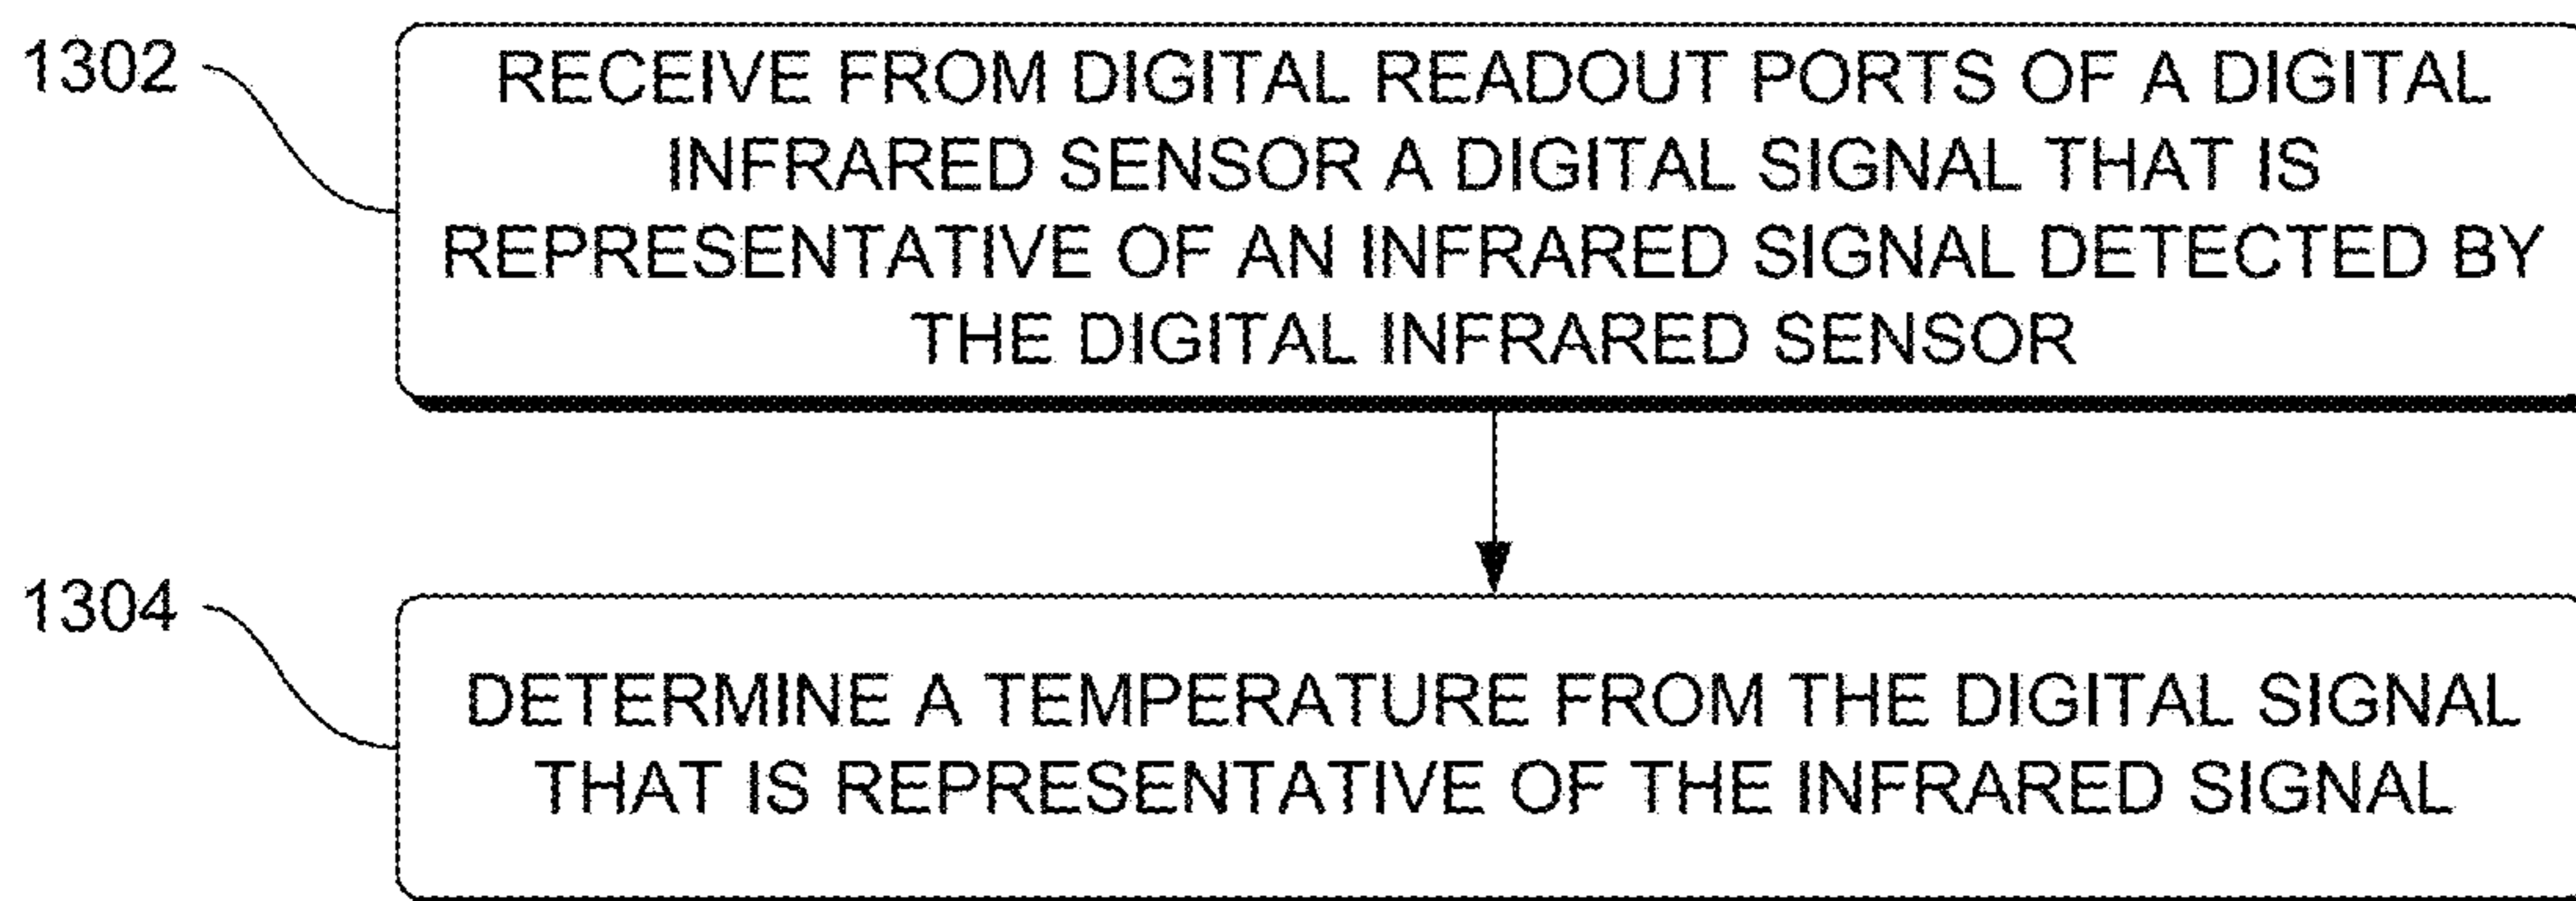 1302
RECEIVE FROM DIGITAL READOUT PORTS OF A DIGITAL
INFRARED SENSOR A DIGITAL SIGNAL THAT IS
REPRESENTATIVE OF AN INFRARED SIGNAL DETECTED BY
THE DIGITAL INFRARED SENSOR
1304
DETERMINE A TEMPERATURE FROM THE DIGITAL SIGNAL
THAT IS REPRESENTATIVE OF THE INFRARED SIGNAL